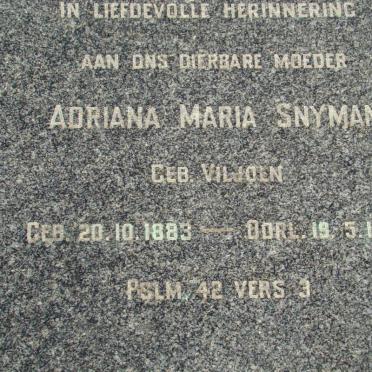 IN LIEFDEVOLLE HERINNERING
AAN ONS DIERBARE MOEDER
ADRIANA MARIA SNYMAN
GEB. VILJOEN
GEB. 20.10.1883 — OORL. 19.5.1
PSLM. 42 VERS 3